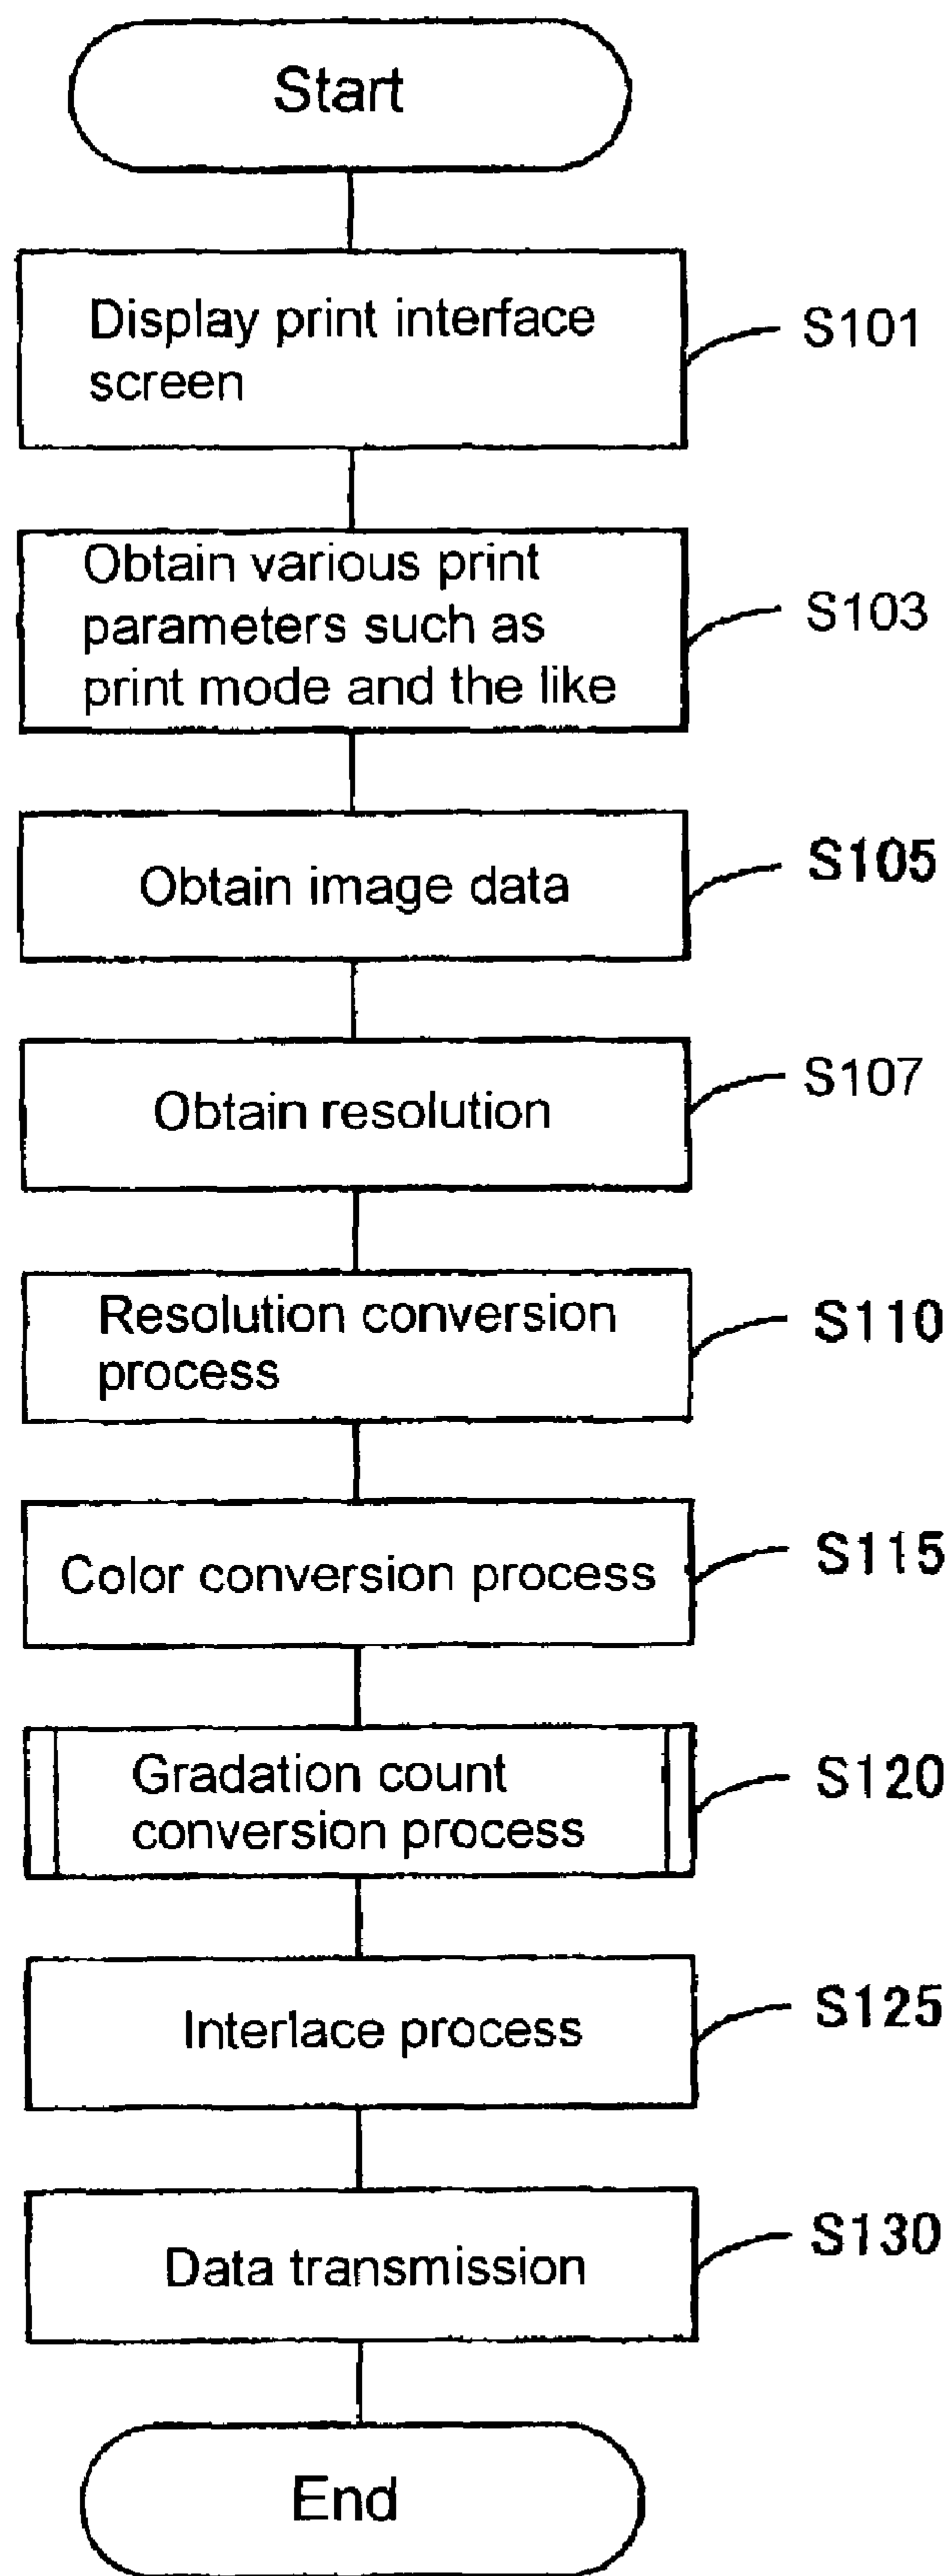 Start
Display print interface
screen
S101
Obtain various print
parameters such as
print mode and the like
S103
Obtain image data
S105
Obtain resolution
S107
Resolution conversion
process
S110
Color conversion process
S115
Gradation count
conversion process
S120
Interlace process
S125
Data transmission
S130
End